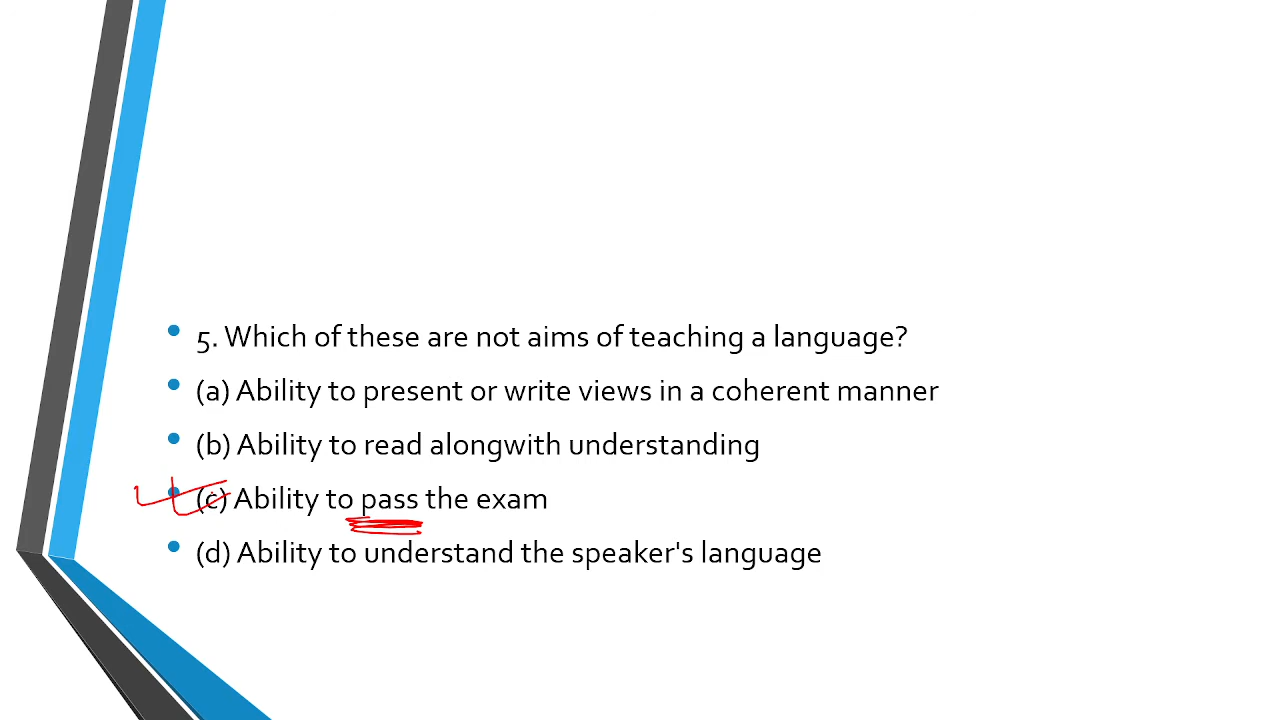 5. Which of these are not aims of teaching a language?
(a) Ability to present or write views in a coherent manner
(b) Ability to read alongwith understanding
(c) Ability to pass the exam
(d) Ability to understand the speaker's language